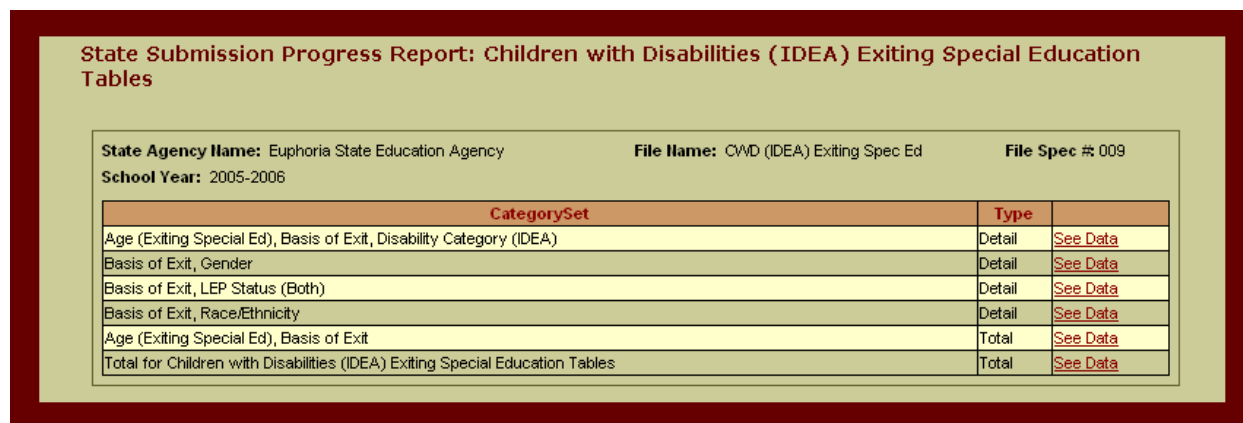 State Submission Progress Report: Children with Disabilities (IDEA) Exiting Special Education
Tables
State Agency Name: Euphoria State Education Agency File Name: CWD (IDEA) Exiting Spec Ed File Spec #: 009
School Year: 2005-2006
CategorySet Type
Age (Exiting Special Ed), Basis of Exit, Disability Category (IDEA) Detail See Data
Basis of Exit, Gender Detail See Data
Basis of Exit, LEP Status (Both) Detail See Data
Basis of Exit, Race/Ethnicity Detail See Data
Age (Exiting Special Ed), Basis of Exit Total See Data
Total for Children with Disabilities (IDEA) Exiting Special Education Tables Total See Data